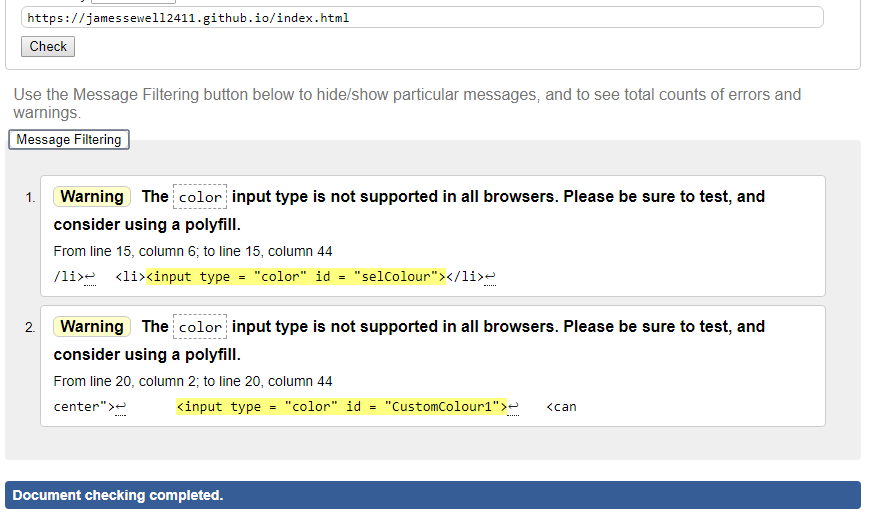 https://jamessewell2411.github.io/index.html
Check
Use the Message Filtering button below to hide/show particular messages, and to see total counts of errors and
warnings.
Message Filtering
1. Warning The color input type is not supported in all browsers. Please be sure to test, and
consider using a polyfill.
From line 15, column 6; to line 15, column 44
/li>↩ <li><input type = "color" id = "selColour"></li>↩
2. Warning The color input type is not supported in all browsers. Please be sure to test, and
consider using a polyfill.
From line 20, column 2; to line 20, column 44
center">↩ <input type = "color" id = "CustomColour1">↩ <can
Document checking completed.